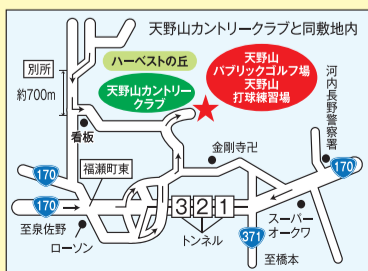 天野山カントリークラブと同敷地内
ハーベストの丘
天野山
パブリックゴルフ場
天野山
打球練習場
別所
約700m
天野山カントリー
クラブ
看板
河内長野警察署
金剛寺卍
170
福瀬町東
170
170
3 2 1
トンネル
スーパー
オークワ
至泉佐野
ローソン
371
至橋本